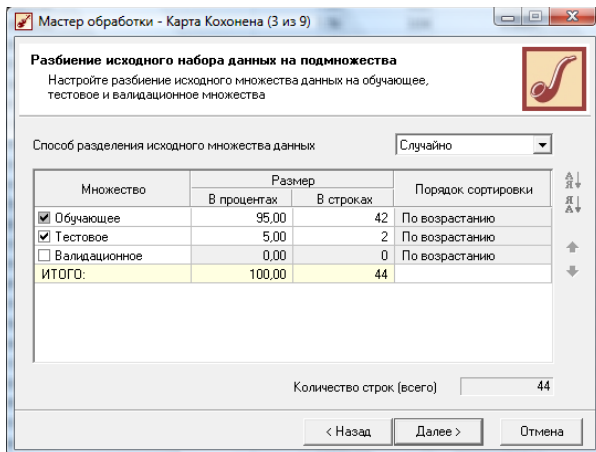 Мастер обработки - Карта Кохонена (3 из 9)
Разбиение исходного набора данных на подмножества
Настройте разбиение исходного множества данных на обучающее,
тестовое и валидационное множества
Способ разделения исходного множества данных Случайно
Множество Размер Порядок сортировки
В процентах В строках
Обучающее 95,00 42 По возрастанию
Тестовое 5,00 2 По возрастанию
Валидационное 0,00 0 По возрастанию
ИТОГО: 100,00 44
Количество строк (всего) 44
< Назад Далее > Отмена